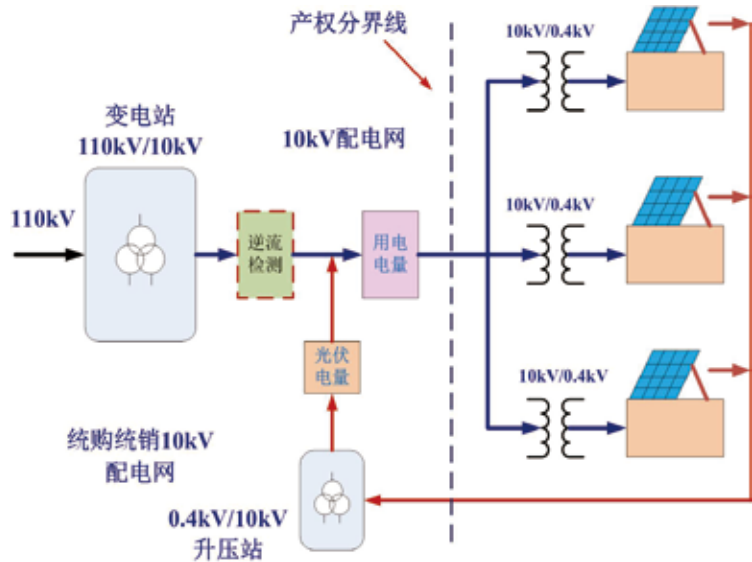 产权分界线
10kV/0.4kV
变电站
110kV/10kV
10kV配电网
110kV
逆流
检测
用电
电量
10kV/0.4kV
光伏
电量
10kV/0.4kV
统购统销10kV
配电网
0.4kV/10kV
升压站